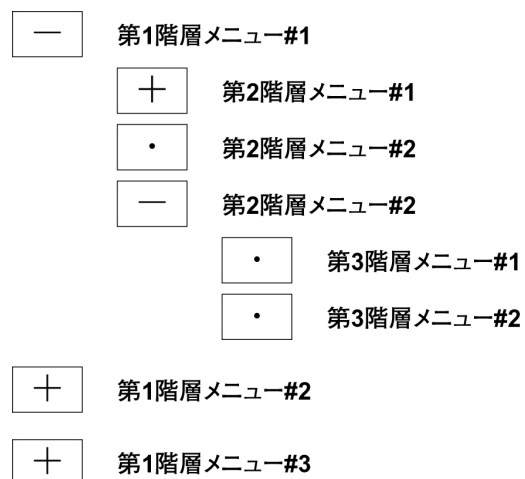 − 第1階層メニュー#1
+ 第2階層メニュー#1
・ 第2階層メニュー#2
− 第2階層メニュー#2
・ 第3階層メニュー#1
・ 第3階層メニュー#2
+ 第1階層メニュー#2
+ 第1階層メニュー#3